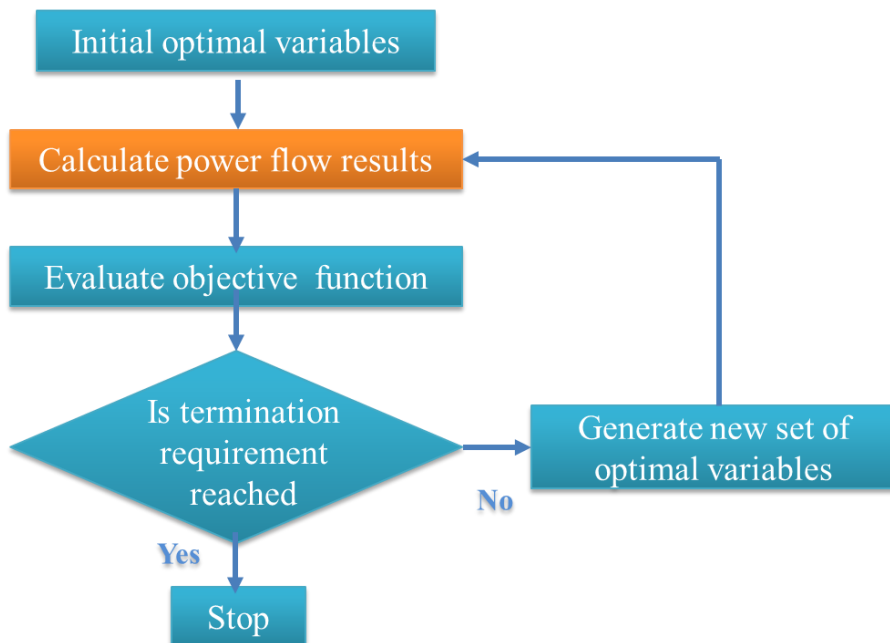 Initial optimal variables
Calculate power flow results
Evaluate objective function
Is termination
requirement
reached
Generate new set of
optimal variables
No
Yes
Stop